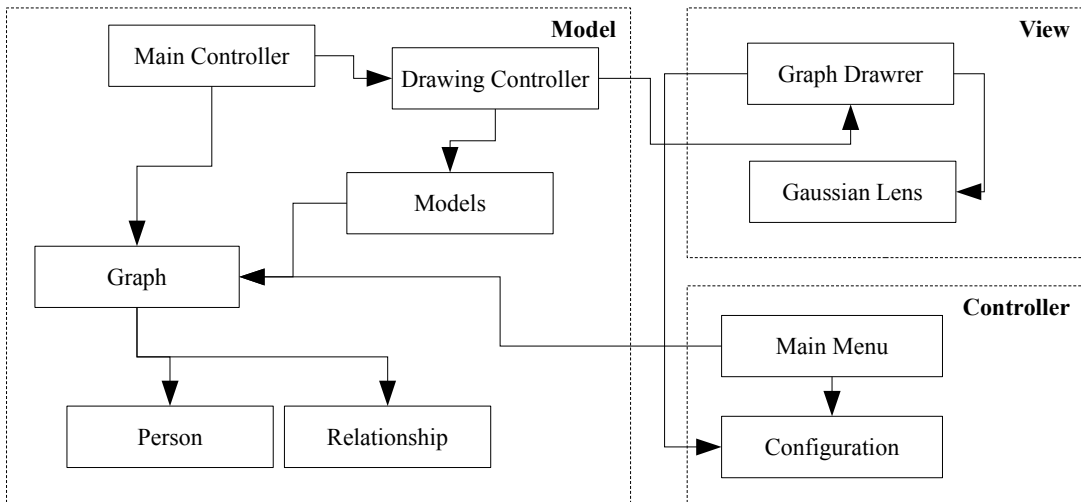 Model
Main Controller
Drawing Controller
Models
Graph
Person
Relationship
View
Graph Drawrer
Gaussian Lens
Controller
Main Menu
Configuration